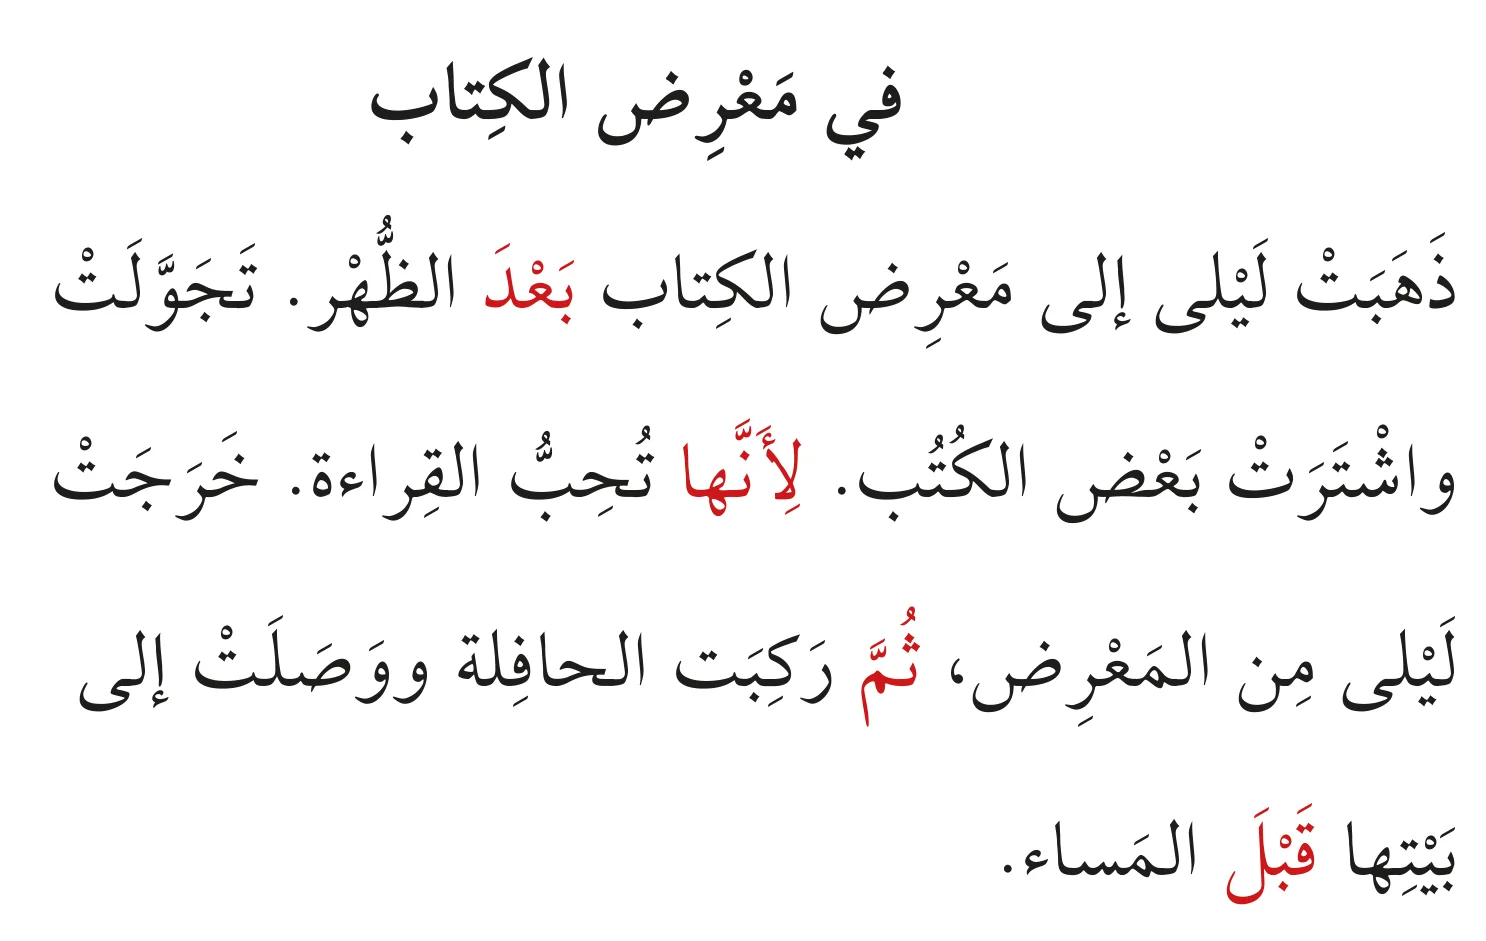 في مَعْرِض الكِتاب
ذَهَبَتْ لَيْلى إلى مَعْرِض الكِتاب بَعْدَ الظُّهْر. تَجَوَّلَتْ
واشْتَرَتْ بَعْض الكُتُب. لِأَنَّها تُحِبُّ القِراءة. خَرَجَتْ
لَيْلى مِن المَعْرِض، ثُمَّ رَكِبَت الحافِلة ووَصَلَتْ إلى
بَيْتِها قَبْلَ المَساء.